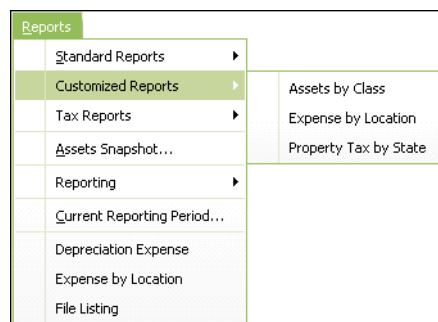 Reports
Standard Reports
Customized Reports
Tax Reports
Assets Snapshot...
Reporting
Current Reporting Period...
Depreciation Expense
Expense by Location
File Listing
Assets by Class
Expense by Location
Property Tax by State